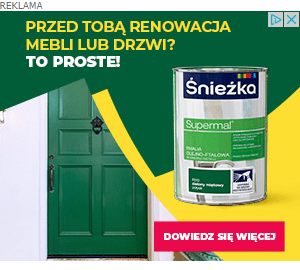 REKLAMA
PRZED TOBĄ RENOWACJA
MEBLI LUB DRZWI?
TO PROSTE!
Śnieżka
Supermal®
EMALIA
OLEJNO-FTALOWA
DOWIEDZ SIĘ WIĘCEJ